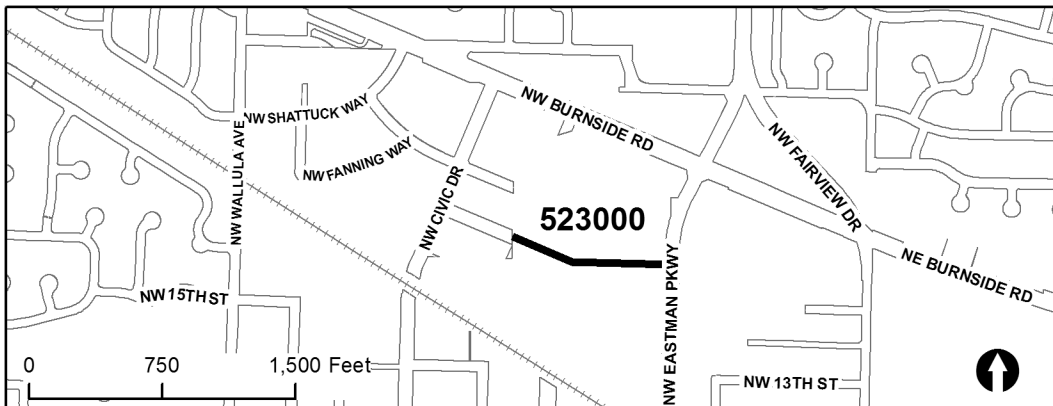 NW BURNSIDE RD
NW SHATTUCK WAY
NW FANNING WAY
NW WALLULA AVE
NW CIVIC DR
NW FAIRVIEW DR
523000
NE BURNSIDE RD
NW EASTMAN PKWY
NW 15TH ST
0 750 1,500 Feet
NW 13TH ST